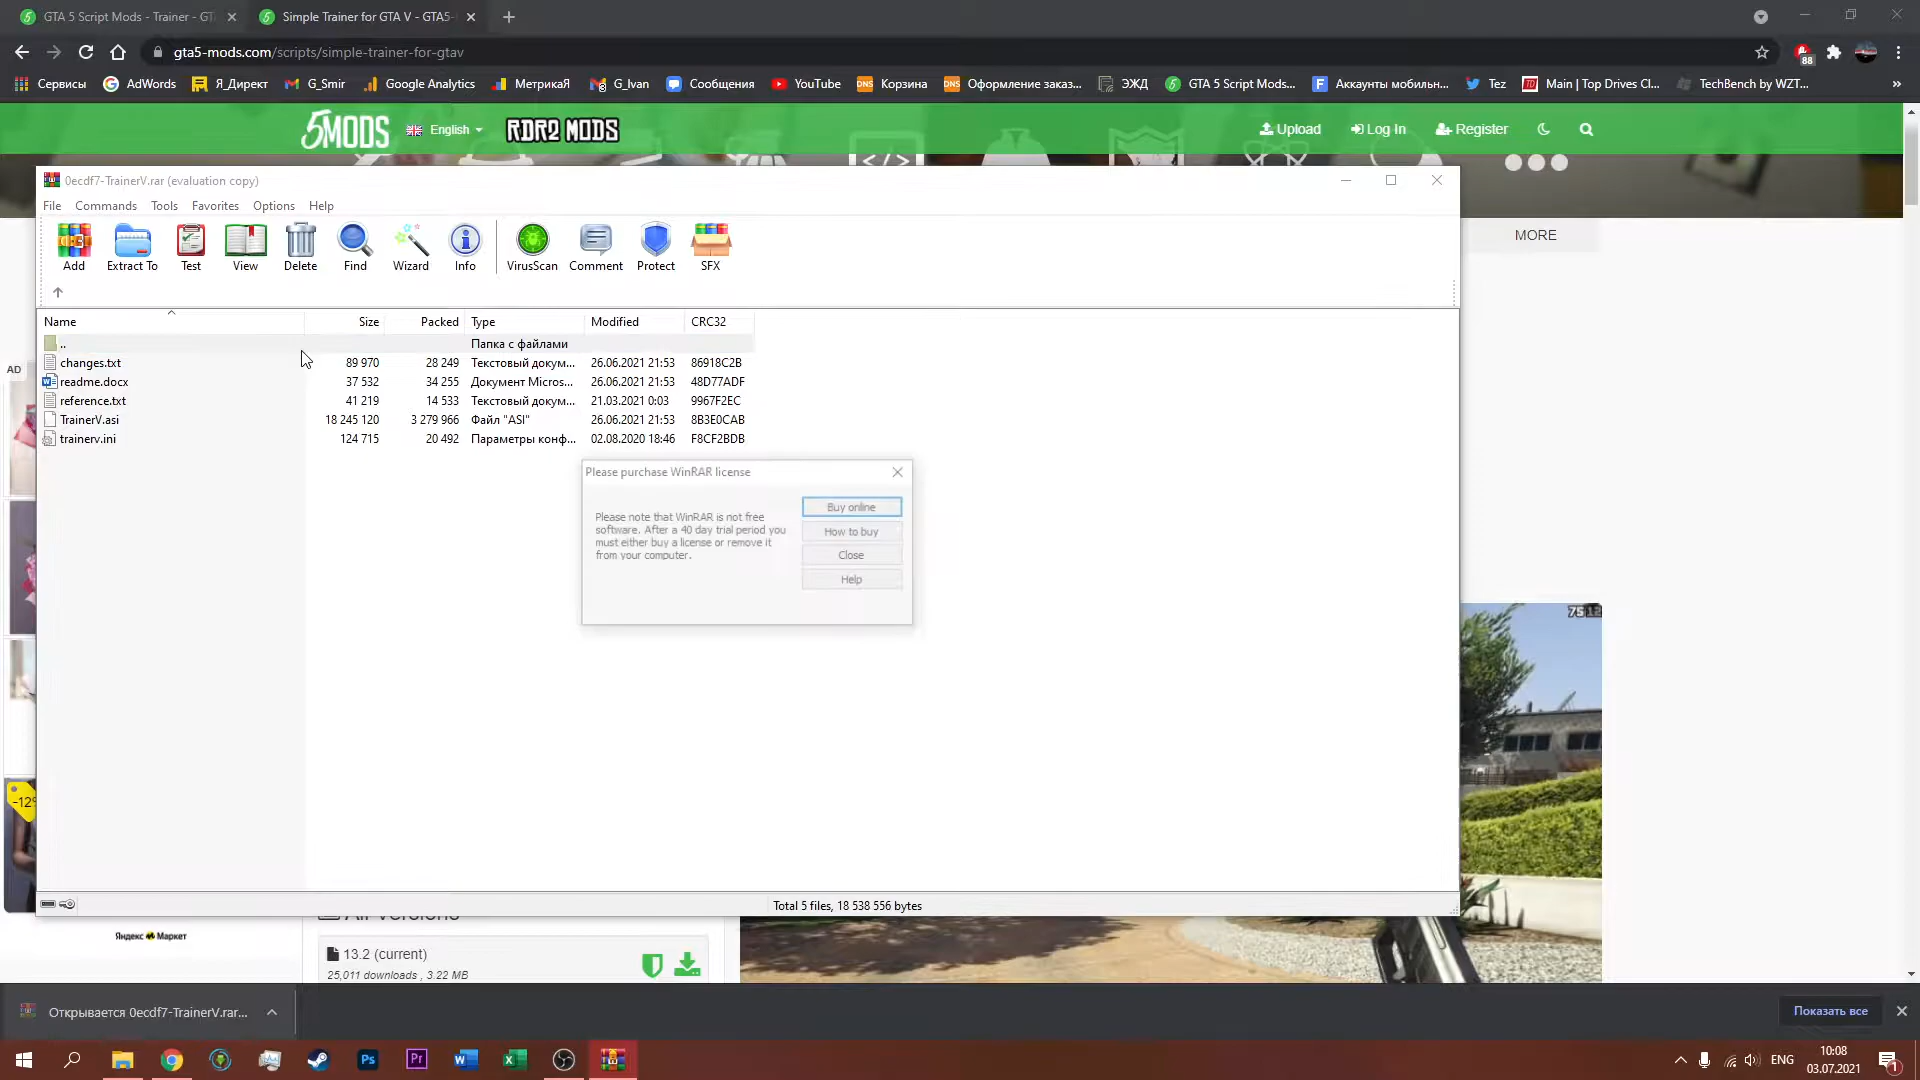 GTA 5 Script Mods - Trainer - GT
Simple Trainer for GTA V - GTA5-
gta5-mods.com/scripts/simple-trainer-for-gtav
88
Сервисы
AdWords
Я_Директ
G_Smir
Google Analytics
МетрикаЯ
G_Ivan
Сообщения
YouTube
DNS Корзина
DNS Оформление заказ...
ЭЖД
GTA 5 Script Mods...
Аккаунты мобильн...
Tez
Main | Top Drives Cl...
TechBench by WZT...
»
5MODS
English
RDR2 MODS
Upload
Log In
Register
0ecdf7-TrainerV.rar (evaluation copy)
File Commands Tools Favorites Options Help
Add Extract To Test View Delete Find Wizard Info VirusScan Comment Protect SFX
MORE
Name Size Packed Type Modified CRC32
.. Папка с файлами
changes.txt 89 970 28 249 Текстовый докум... 26.06.2021 21:53 86918C2B
readme.docx 37 532 34 255 Документ Micros... 26.06.2021 21:53 48D77ADF
reference.txt 41 219 14 533 Текстовый докум... 21.03.2021 0:03 9967F2EC
TrainerV.asi 18 245 120 3 279 966 Файл "ASI" 26.06.2021 21:53 8B3E0CAB
trainerv.ini 124 715 20 492 Параметры конф... 02.08.2020 18:46 F8CF2BDB
AD
Please purchase WinRAR license
Please note that WinRAR is not free
software. After a 40 day trial period you
must either buy a license or remove it
from your computer.
Buy online
How to buy
Close
Help
-12%
Total 5 files, 18 538 556 bytes
All versions
Яндекс Маркет
13.2 (current)
25,011 downloads , 3.22 MB
Открывается 0ecdf7-TrainerV.rar...
Показать все
Ps
Pr
ENG
10:08
03.07.2021
1